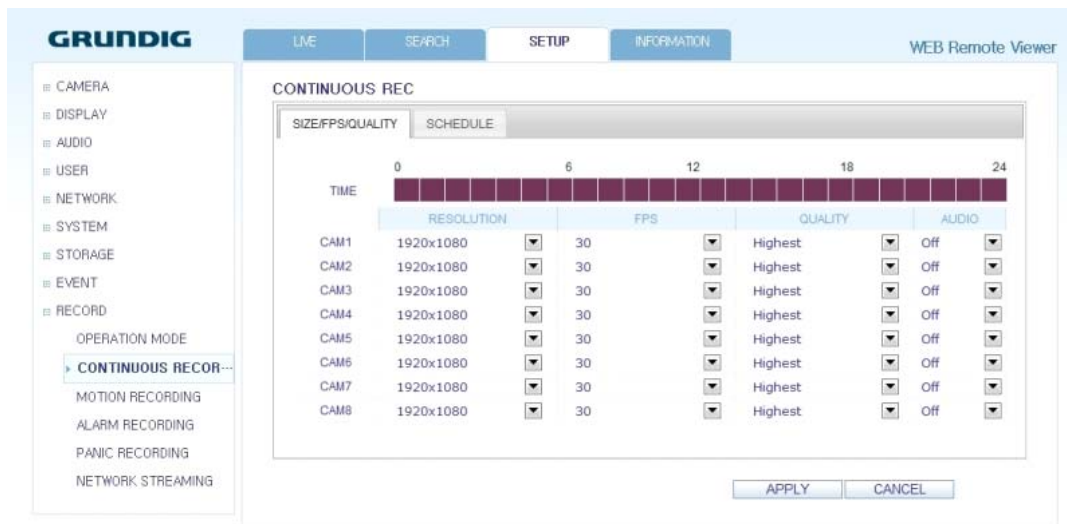 GRUNDIG
LIVE SEARCH SETUP INFORMATION
WEB Remote Viewer
CAMERA
DISPLAY
AUDIO
USER
NETWORK
SYSTEM
STORAGE
EVENT
RECORD
OPERATION MODE
CONTINUOUS RECOR···
MOTION RECORDING
ALARM RECORDING
PANIC RECORDING
NETWORK STREAMING
CONTINUOUS REC
SIZE/FPS/QUALITY SCHEDULE
0 6 12 18 24
TIME
RESOLUTION FPS QUALITY AUDIO
CAM1 1920x1080 30 Highest Off
CAM2 1920x1080 30 Highest Off
CAM3 1920x1080 30 Highest Off
CAM4 1920x1080 30 Highest Off
CAM5 1920x1080 30 Highest Off
CAM6 1920x1080 30 Highest Off
CAM7 1920x1080 30 Highest Off
CAM8 1920x1080 30 Highest Off
APPLY CANCEL